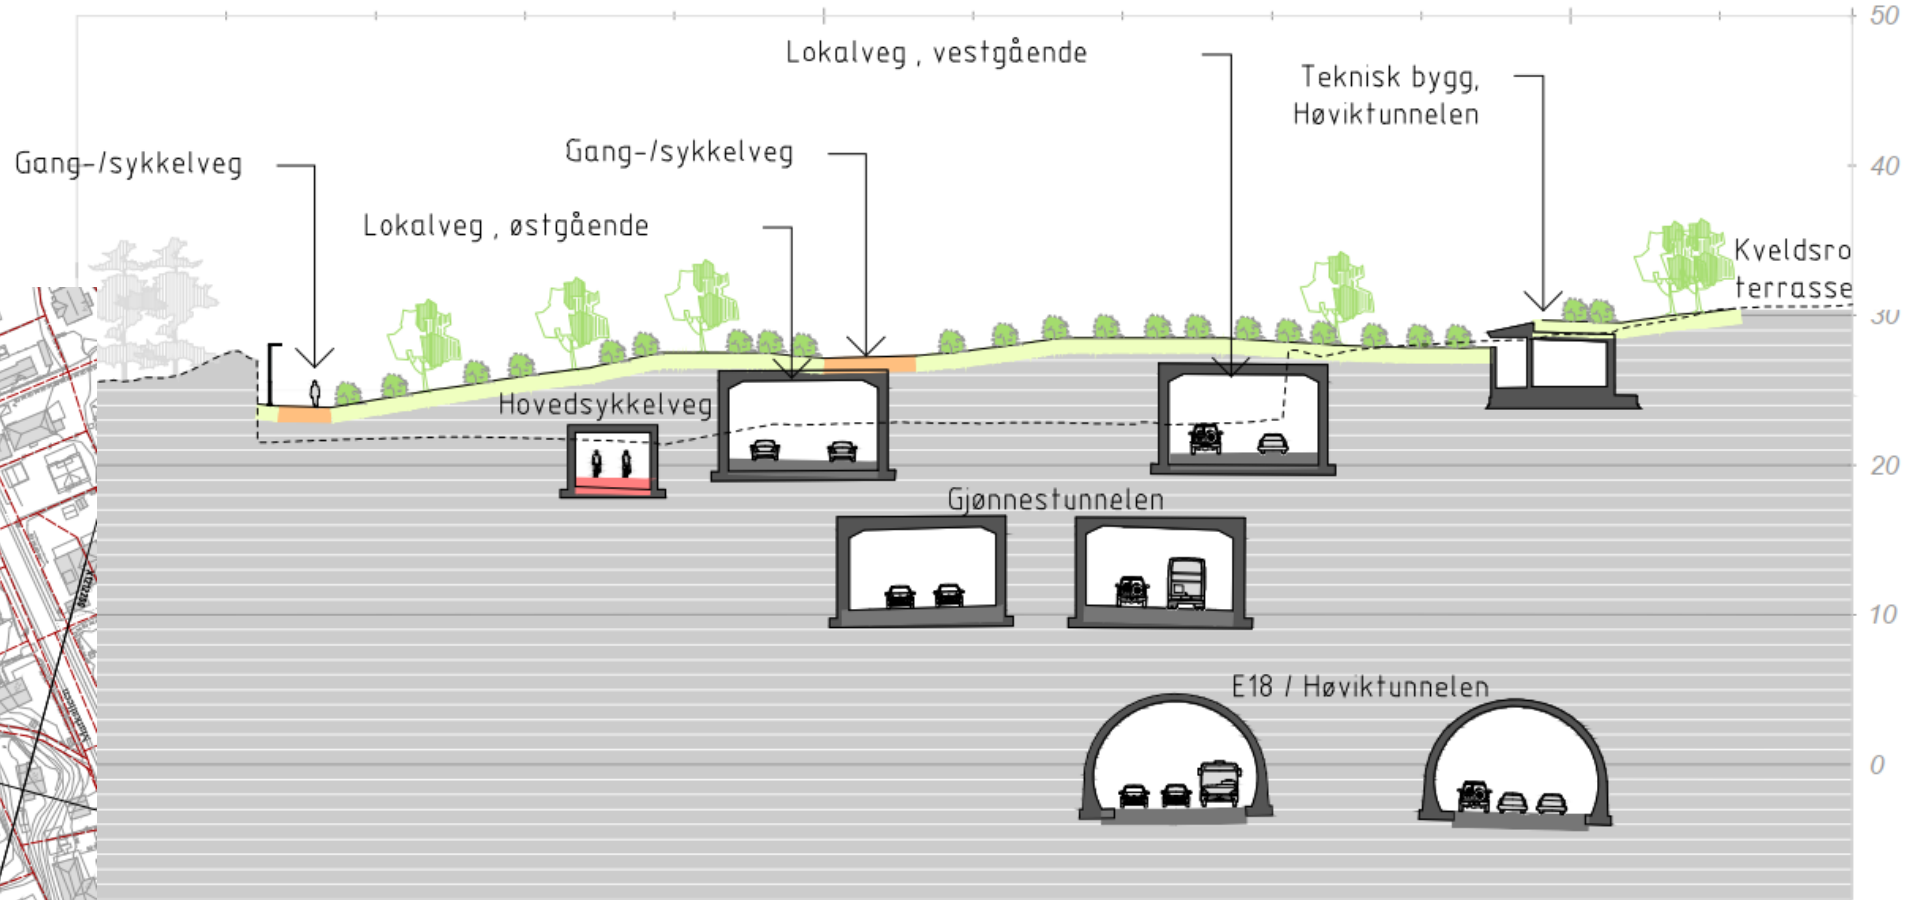 50
Lokalveg , vestgående
Teknisk bygg,
Høviktunnelen
Gang-/sykkelveg
Gang-/sykkelveg
40
Lokalveg , østgående
Kveldsro
terrasse
30
Hovedsykkelveg
20
Gjønnestunnelen
10
E18 / Høviktunnelen
0